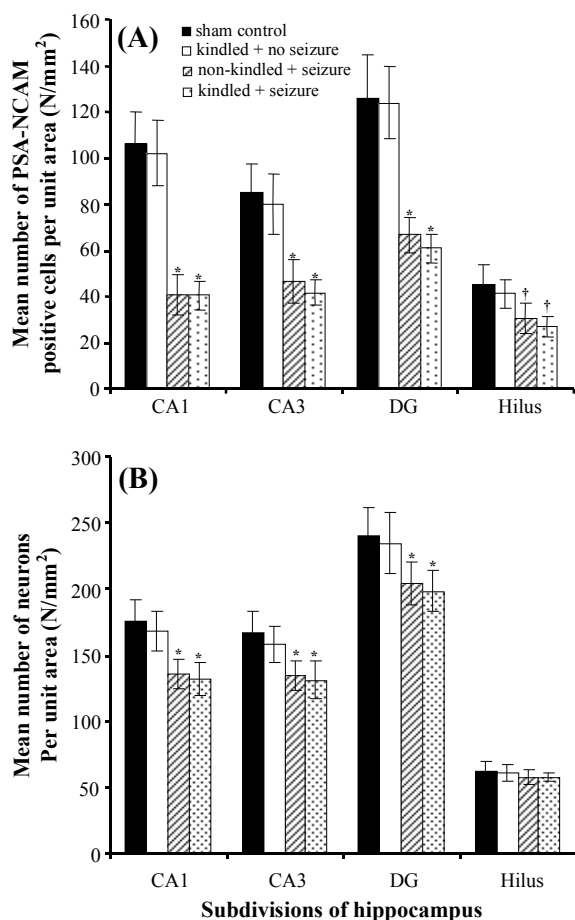 160
140
120
100
80
60
40
20
0
Mean number of PSA-NCAM
positive cells per unit area (N/mm²)
(A)
sham control
kindled + no seizure
non-kindled + seizure
kindled + seizure
* *
* *
* *
† †
CA1 CA3 DG Hilus
300
250
200
150
100
50
0
Mean number of neurons
Per unit area (N/mm²)
(B)
* *
* *
* *
CA1 CA3 DG Hilus
Subdivisions of hippocampus